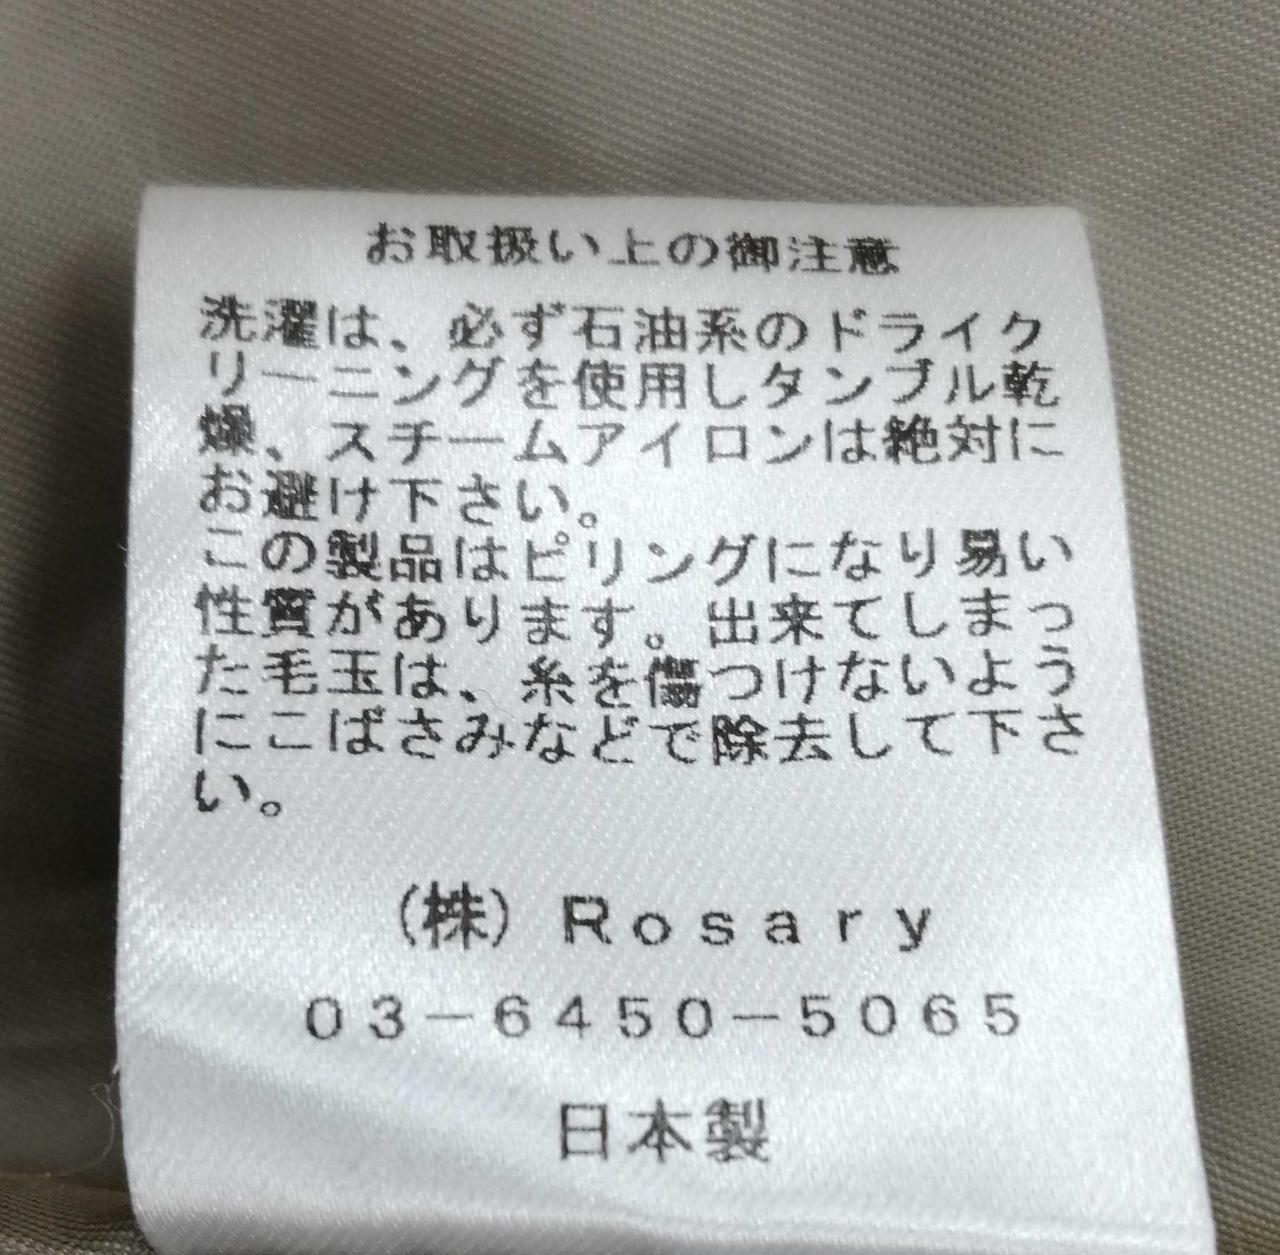 お取扱い上の御注意
洗濯は、必ず石油系のドライク
リーニングを使用しタンブル乾
燥、スチームアイロンは絶対に
お避け下さい。
この製品はピリングになり易い
性質があります。出来てしまっ
た毛玉は、糸を傷つけないよう
にこばさみなどで除去して下さ
い。
(株) Rosary
03-6450-5065
日本製